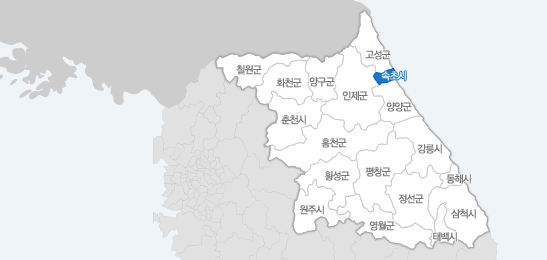 고성군
속초시
철원군
화천군
양구군
인제군
양양군
춘천시
홍천군
강릉시
횡성군
평창군
동해시
정선군
원주시
삼척시
영월군
태백시